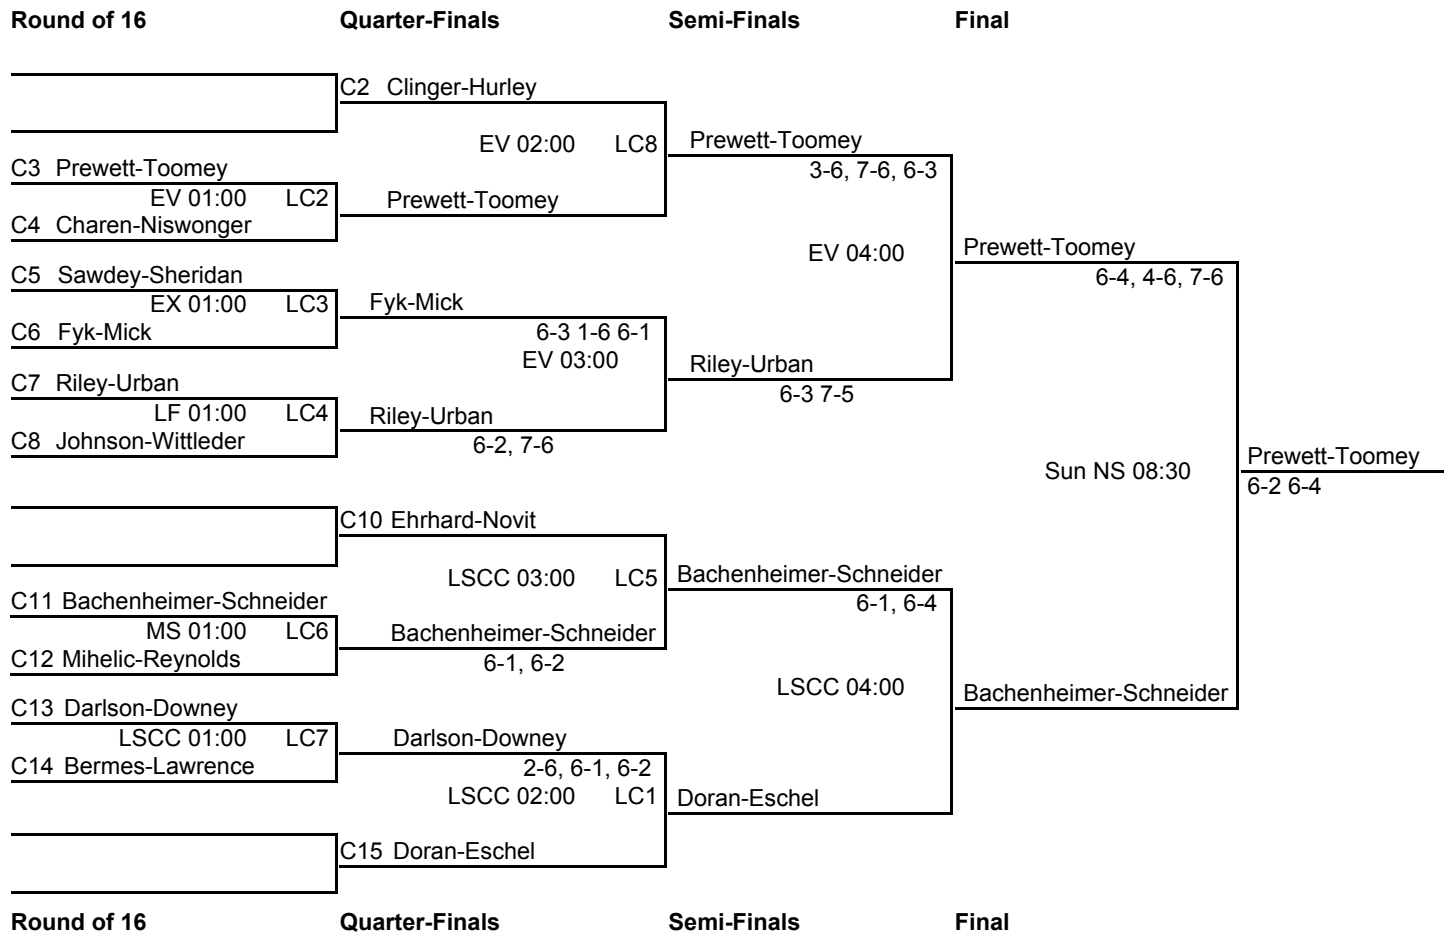 Round of 16 Quarter-Finals Semi-Finals Final
C2 Clinger-Hurley
EV 02:00 LC8
Prewett-Toomey
3-6, 7-6, 6-3
C3 Prewett-Toomey
EV 01:00 LC2
Prewett-Toomey
C4 Charen-Niswonger
EV 04:00
Prewett-Toomey
6-4, 4-6, 7-6
C5 Sawdey-Sheridan
EX 01:00 LC3
Fyk-Mick
C6 Fyk-Mick
6-3 1-6 6-1
EV 03:00
Riley-Urban
6-3 7-5
C7 Riley-Urban
LF 01:00 LC4
Riley-Urban
C8 Johnson-Wittleder
6-2, 7-6
Sun NS 08:30
Prewett-Toomey
6-2 6-4
C10 Ehrhard-Novit
LSCC 03:00 LC5
Bachenheimer-Schneider
6-1, 6-4
C11 Bachenheimer-Schneider
MS 01:00 LC6
Bachenheimer-Schneider
C12 Mihelic-Reynolds
6-1, 6-2
LSCC 04:00
Bachenheimer-Schneider
C13 Darlson-Downey
LSCC 01:00 LC7
Darlson-Downey
C14 Bermes-Lawrence
2-6, 6-1, 6-2
LSCC 02:00 LC1
Doran-Eschel
C15 Doran-Eschel
Round of 16 Quarter-Finals Semi-Finals Final